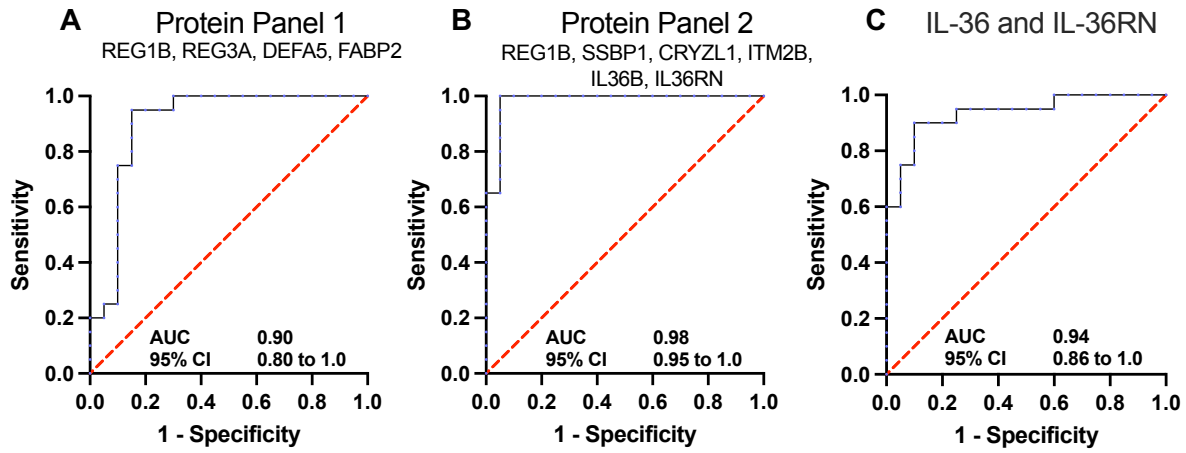 A
Protein Panel 1
REG1B, REG3A, DEFA5, FABP2
1.0
0.8
0.6
0.4
0.2
0.0
Sensitivity
AUC 0.90
95% CI 0.80 to 1.0
0.0 0.2 0.4 0.6 0.8 1.0
1 - Specificity
B
Protein Panel 2
REG1B, SSBP1, CRYZL1, ITM2B,
IL36B, IL36RN
1.0
0.8
0.6
0.4
0.2
0.0
Sensitivity
AUC 0.98
95% CI 0.95 to 1.0
0.0 0.2 0.4 0.6 0.8 1.0
1 - Specificity
C
IL-36 and IL-36RN
1.0
0.8
0.6
0.4
0.2
0.0
Sensitivity
AUC 0.94
95% CI 0.86 to 1.0
0.0 0.2 0.4 0.6 0.8 1.0
1 - Specificity